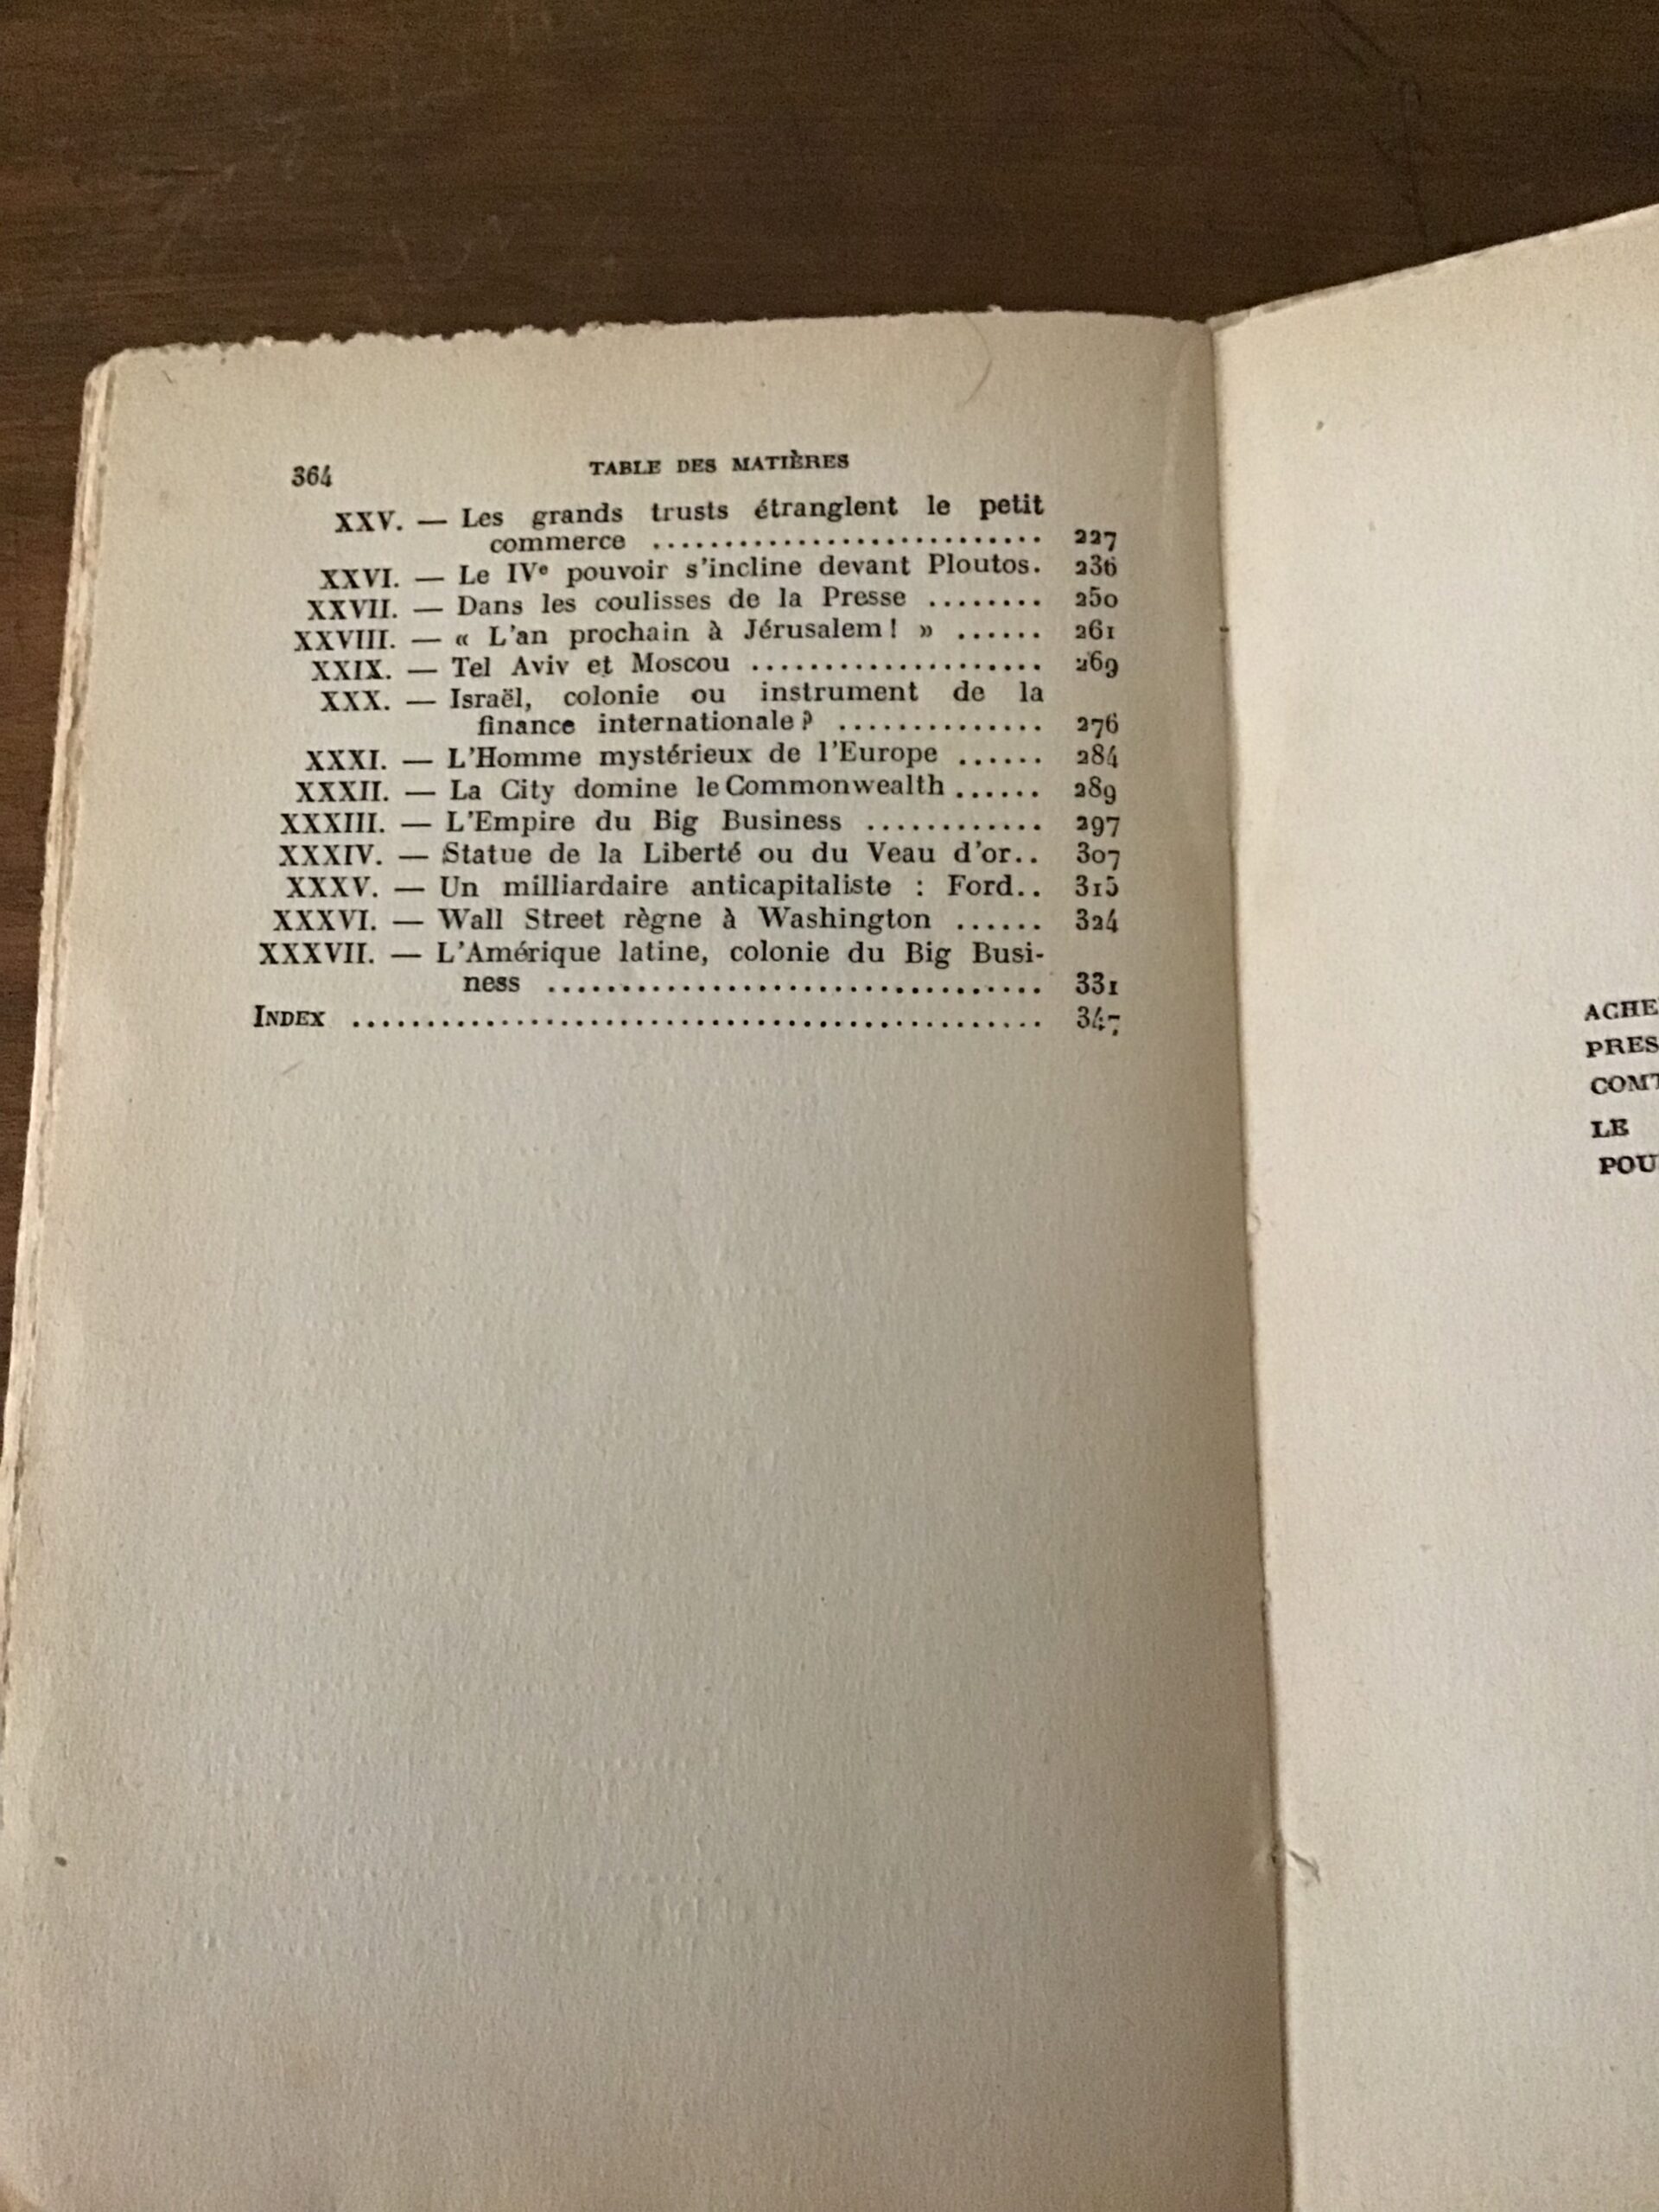 364 TABLE DES MATIÈRES
XXV. — Les grands trusts étranglent le petit
commerce ........................... 227
XXVI. — Le IVe pouvoir s'incline devant Ploutos. 236
XXVII. — Dans les coulisses de la Presse ........ 250
XXVIII. — « L'an prochain à Jérusalem! » ...... 261
XXIX. — Tel Aviv et Moscou .................... 269
XXX. — Israël, colonie ou instrument de la
finance internationale? .............. 276
XXXI. — L'Homme mystérieux de l'Europe ...... 284
XXXII. — La City domine le Commonwealth ...... 289
XXXIII. — L'Empire du Big Business ............ 297
XXXIV. — Statue de la Liberté ou du Veau d'or.. 307
XXXV. — Un milliardaire anticapitaliste : Ford.. 315
XXXVI. — Wall Street règne à Washington ...... 324
XXXVII. — L'Amérique latine, colonie du Big Busi-
ness .................................. 331
INDEX ............................................... 347
ACHE
PRES
COM
LE
POU